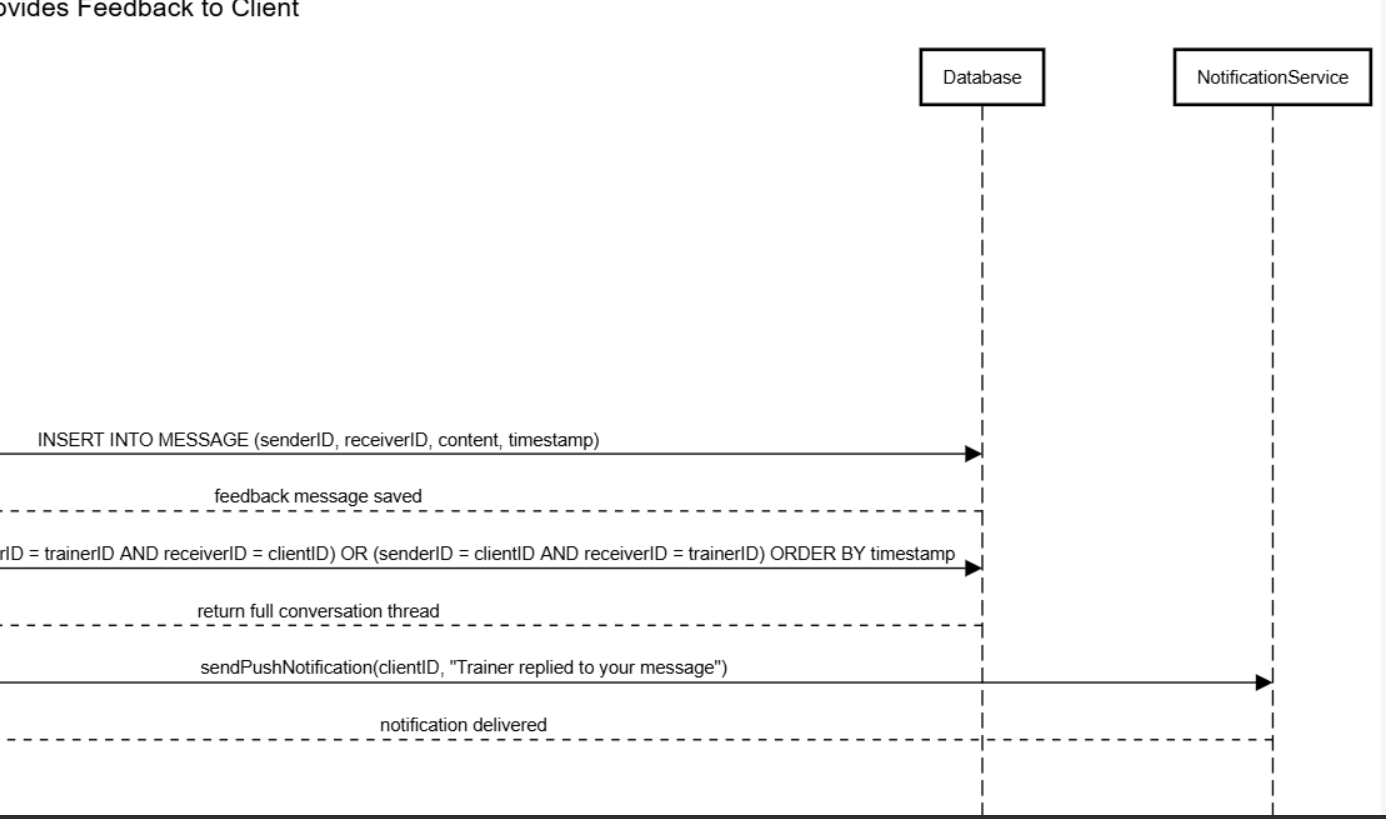 ovides Feedback to Client
Database
NotificationService
INSERT INTO MESSAGE (senderID, receiverID, content, timestamp)
feedback message saved
rID = trainerID AND receiverID = clientID) OR (senderID = clientID AND receiverID = trainerID) ORDER BY timestamp
return full conversation thread
sendPushNotification(clientID, "Trainer replied to your message")
notification delivered